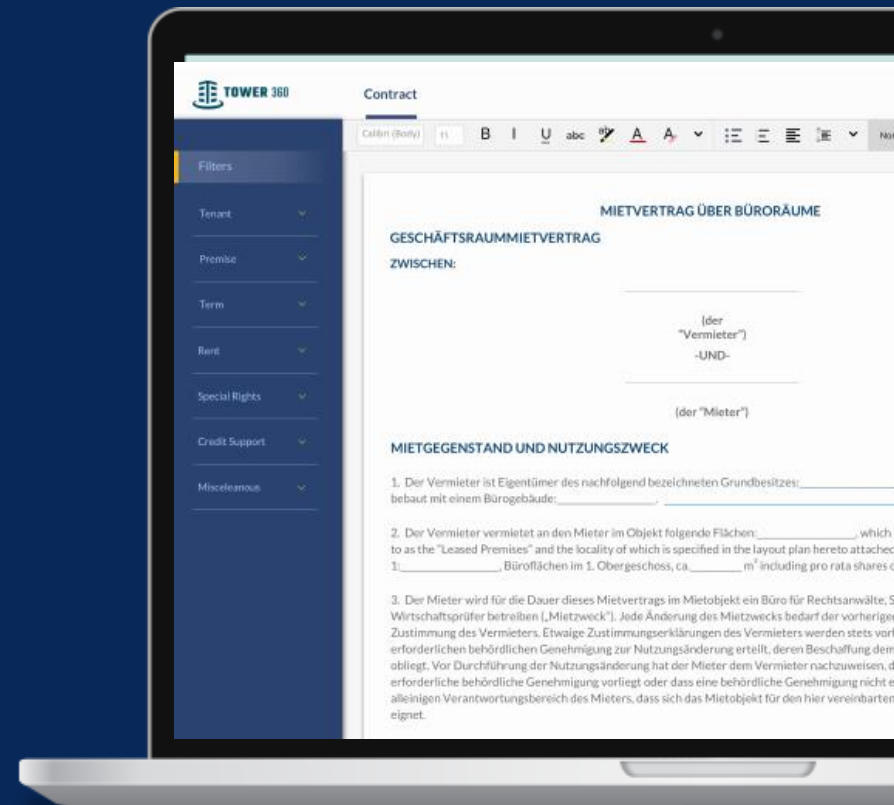 TOWER 360
Contract
Calibri (Body) 11 B I U abc aby A A
Filters
Tenant
Premise
Term
Rent
Special Rights
Credit Support
Misceleanous
MIETVERTRAG ÜBER BÜRORÄUME
GESCHÄFTSRAUMMIETVERTRAG
ZWISCHEN:
(der
"Vermieter")
-UND-
(der "Mieter")
MIETGEGENSTAND UND NUTZUNGSZWECK
1. Der Vermieter ist Eigentümer des nachfolgend bezeichneten Grundbesitzes:
bebaut mit einem Bürogebäude:________________.
2. Der Vermieter vermietet an den Mieter im Objekt folgende Flächen:________________, which
to as the "Leased Premises" and the locality of which is specified in the layout plan hereto attached
1:________________, Büroflächen im 1. Obergeschoss, ca.________ m² including pro rata shares
3. Der Mieter wird für die Dauer dieses Mietvertrags im Mietobjekt ein Büro für Rechtsanwälte, S
Wirtschaftsprüfer betreiben („Mietzweck"). Jede Änderung des Mietzwecks bedarf der vorherigen
Zustimmung des Vermieters. Etwaige Zustimmungserklärungen des Vermieters werden stets vor
erforderlichen behördlichen Genehmigung zur Nutzungsänderung erteilt, deren Beschaffung dem
obliegt. Vor Durchführung der Nutzungsänderung hat der Mieter dem Vermieter nachzuweisen, d
erforderliche behördliche Genehmigung vorliegt oder dass eine behördliche Genehmigung nicht e
alleinigen Verantwortungsbereich des Mieters, dass sich das Mietobjekt für den hier vereinbarten
eignet.